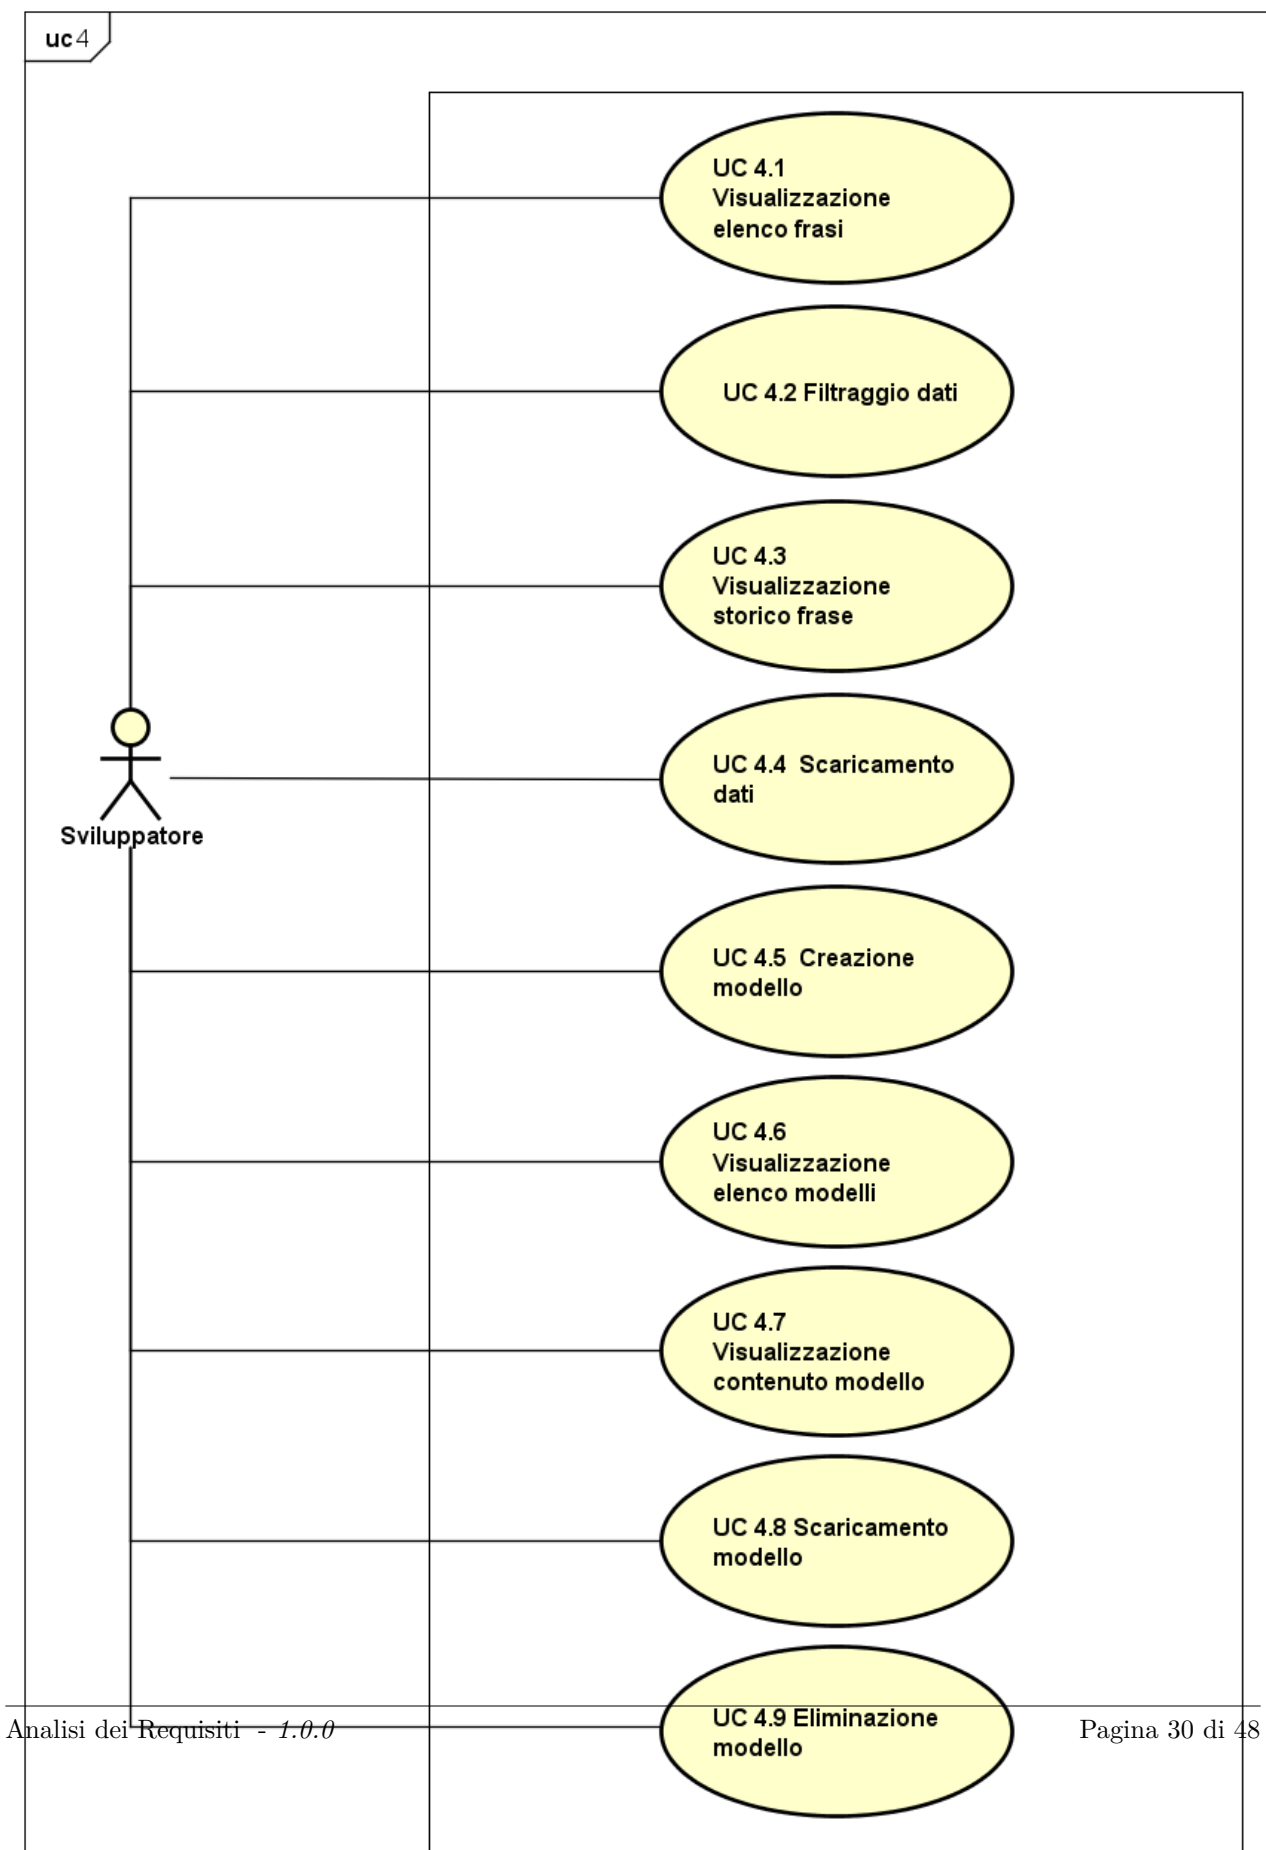 uc 4
UC 4.1
Visualizzazione
elenco frasi
UC 4.2 Filtraggio dati
UC 4.3
Visualizzazione
storico frase
UC 4.4  Scaricamento
dati
Sviluppatore
UC 4.5  Creazione
modello
UC 4.6
Visualizzazione
elenco modelli
UC 4.7
Visualizzazione
contenuto modello
UC 4.8 Scaricamento
modello
UC 4.9 Eliminazione
modello
Analisi dei Requisiti - 1.0.0
Pagina 30 di 48